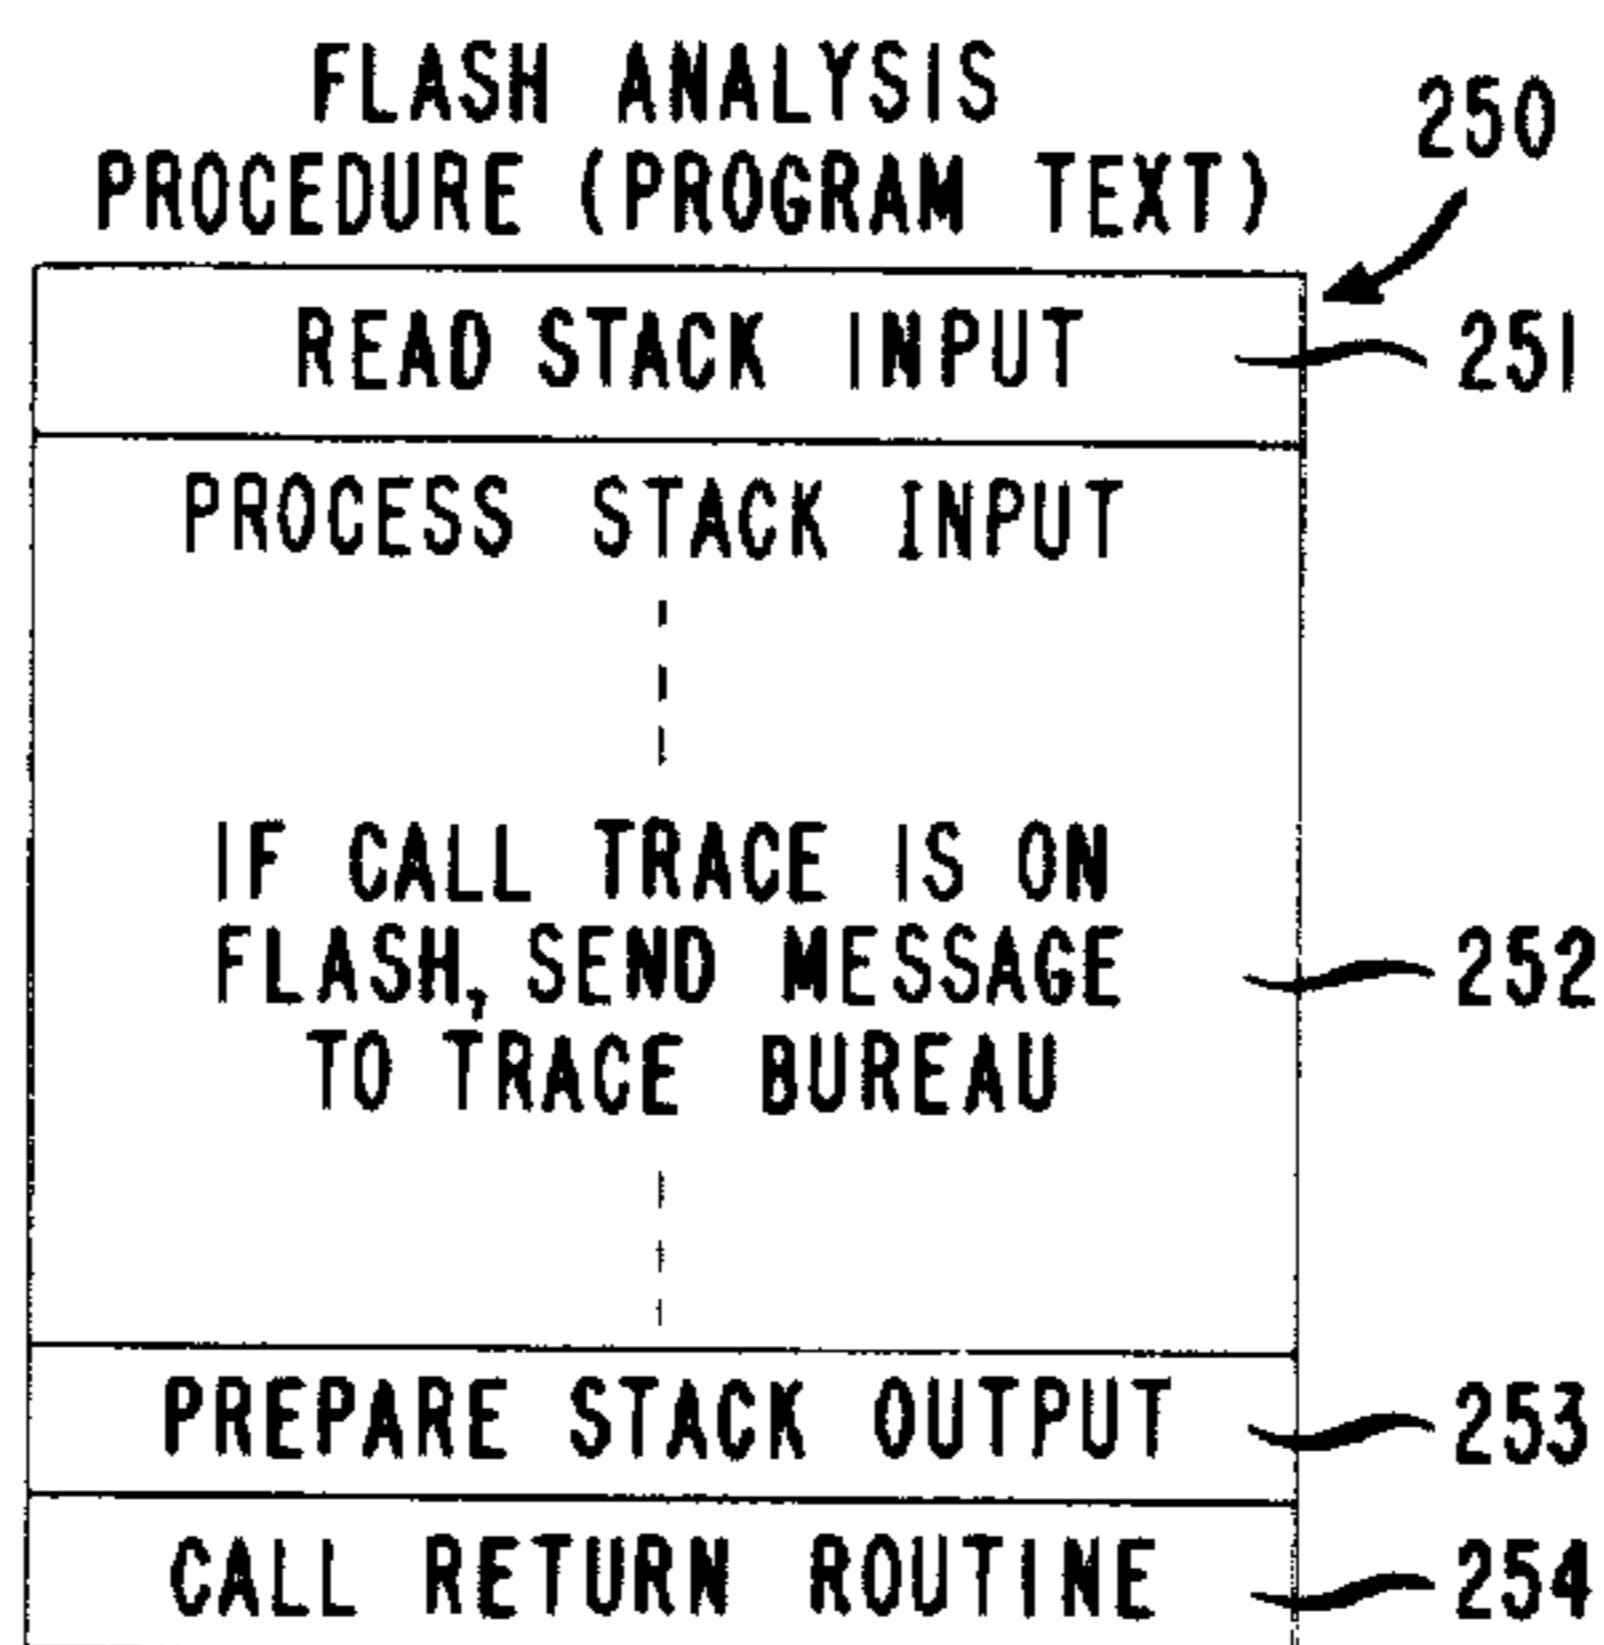 FLASH ANALYSIS
PROCEDURE (PROGRAM TEXT)
250
READ STACK INPUT
251
PROCESS STACK INPUT
IF CALL TRACE IS ON
FLASH, SEND MESSAGE
252
TO TRACE BUREAU
PREPARE STACK OUTPUT
253
CALL RETURN ROUTINE
254